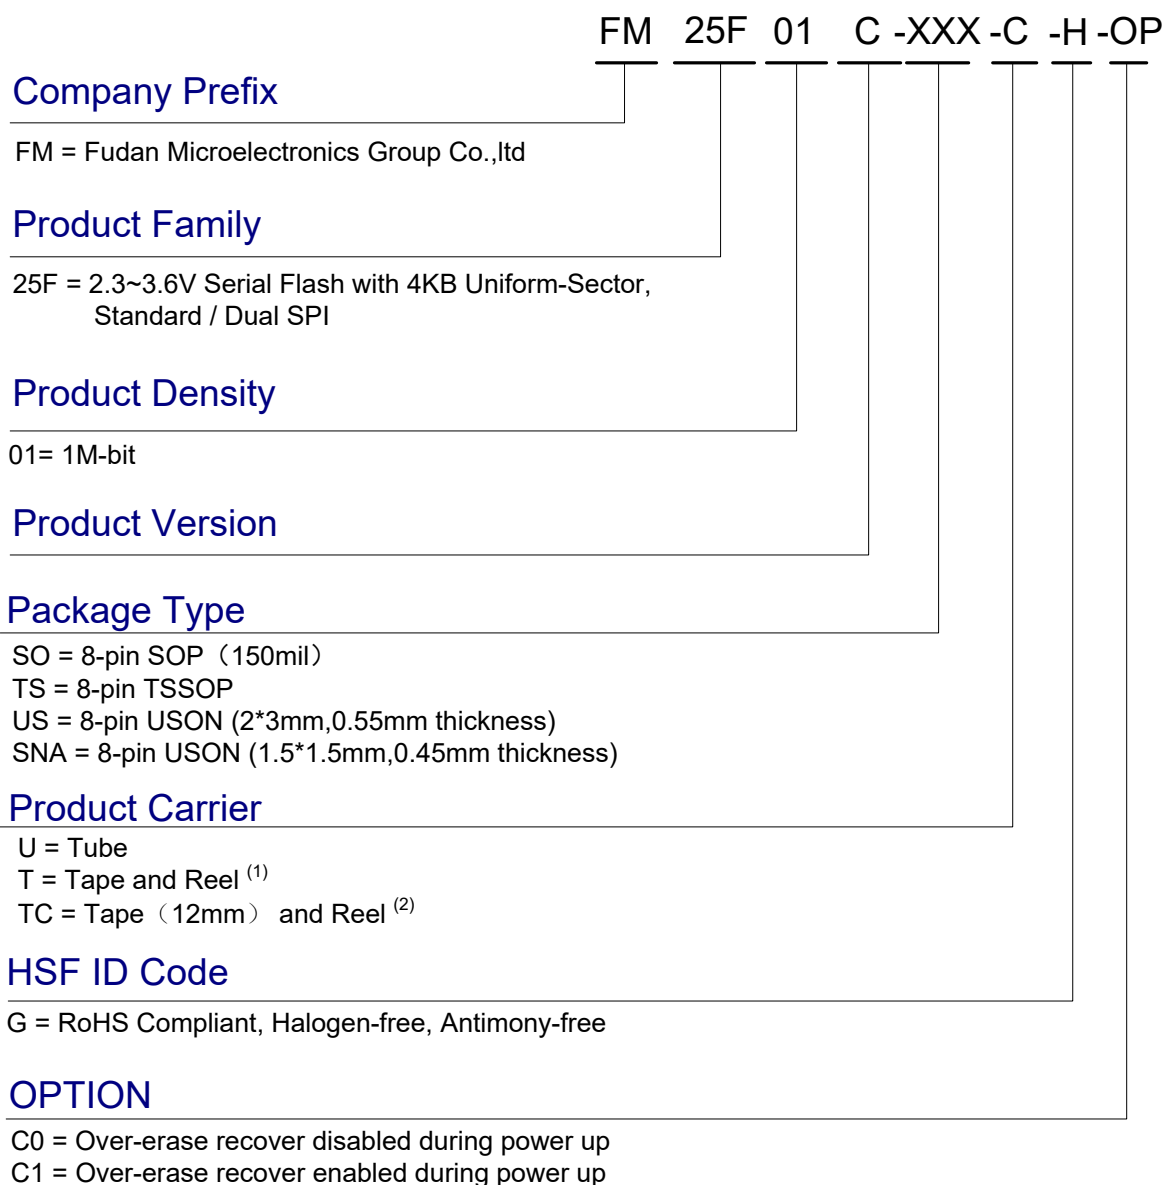 FM 25F 01 C -XXX -C -H -OP
Company Prefix
FM = Fudan Microelectronics Group Co.,ltd
Product Family
25F = 2.3~3.6V Serial Flash with 4KB Uniform-Sector,
Standard / Dual SPI
Product Density
01= 1M-bit
Product Version
Package Type
SO = 8-pin SOP（150mil）
TS = 8-pin TSSOP
US = 8-pin USON (2*3mm,0.55mm thickness)
SNA = 8-pin USON (1.5*1.5mm,0.45mm thickness)
Product Carrier
U = Tube
T = Tape and Reel (1)
TC = Tape（12mm） and Reel (2)
HSF ID Code
G = RoHS Compliant, Halogen-free, Antimony-free
OPTION
C0 = Over-erase recover disabled during power up
C1 = Over-erase recover enabled during power up